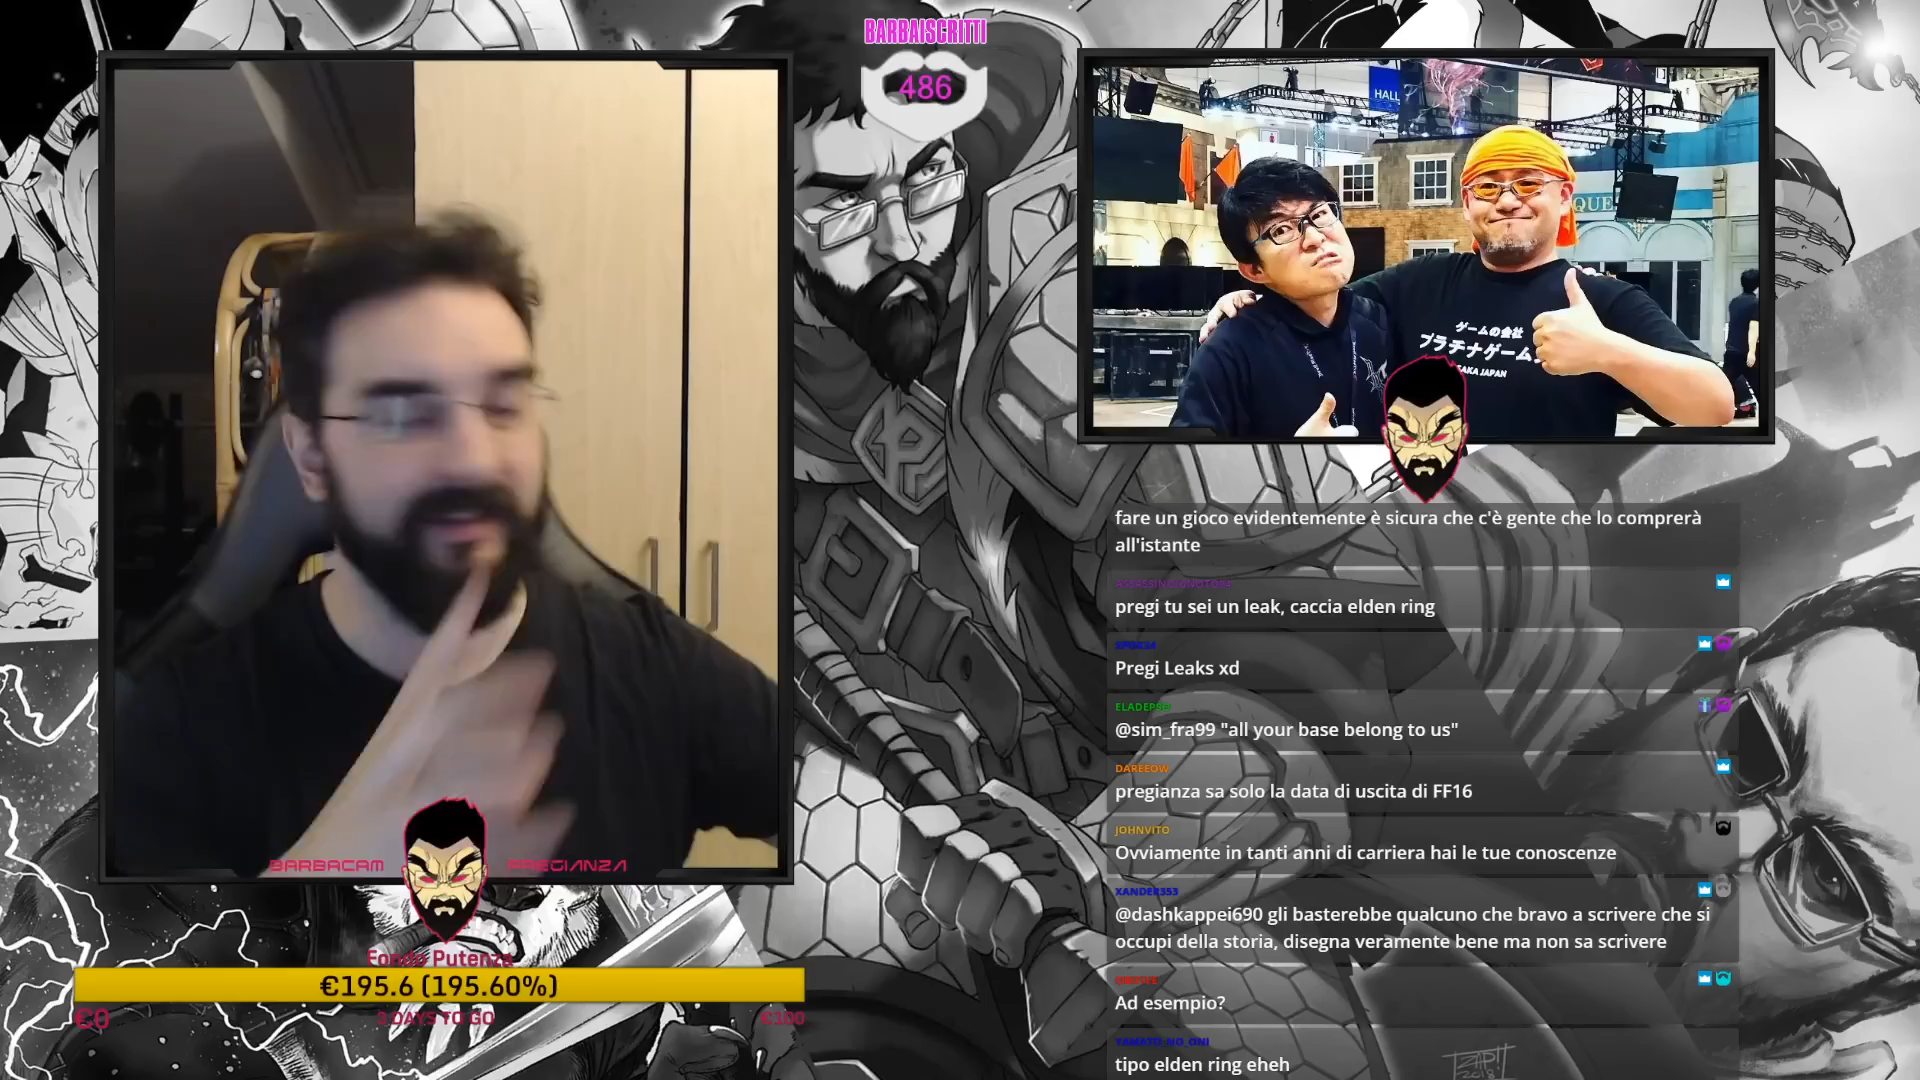 BARBAISCRITTI
486
HALL
QUE
ゲームの会社
プラチナゲーム
SAKA JAPAN
BARBACAM
PREGIANZA
Fondo Putenza
€195.6 (195.60%)
€0
3 DAYS TO GO
€100
fare un gioco evidentemente è sicura che c'è gente che lo comprerà
all'istante
pregi tu sei un leak, caccia elden ring
Pregi Leaks xd
@sim_fra99 "all your base belong to us"
DAREEOW
pregianza sa solo la data di uscita di FF16
JOHNVITO
Ovviamente in tanti anni di carriera hai le tue conoscenze
XANDER353
@dashkappei690 gli basterebbe qualcuno che bravo a scrivere che si
occupi della storia, disegna veramente bene ma non sa scrivere
Ad esempio?
YAMATO_NO_ONI
tipo elden ring eheh